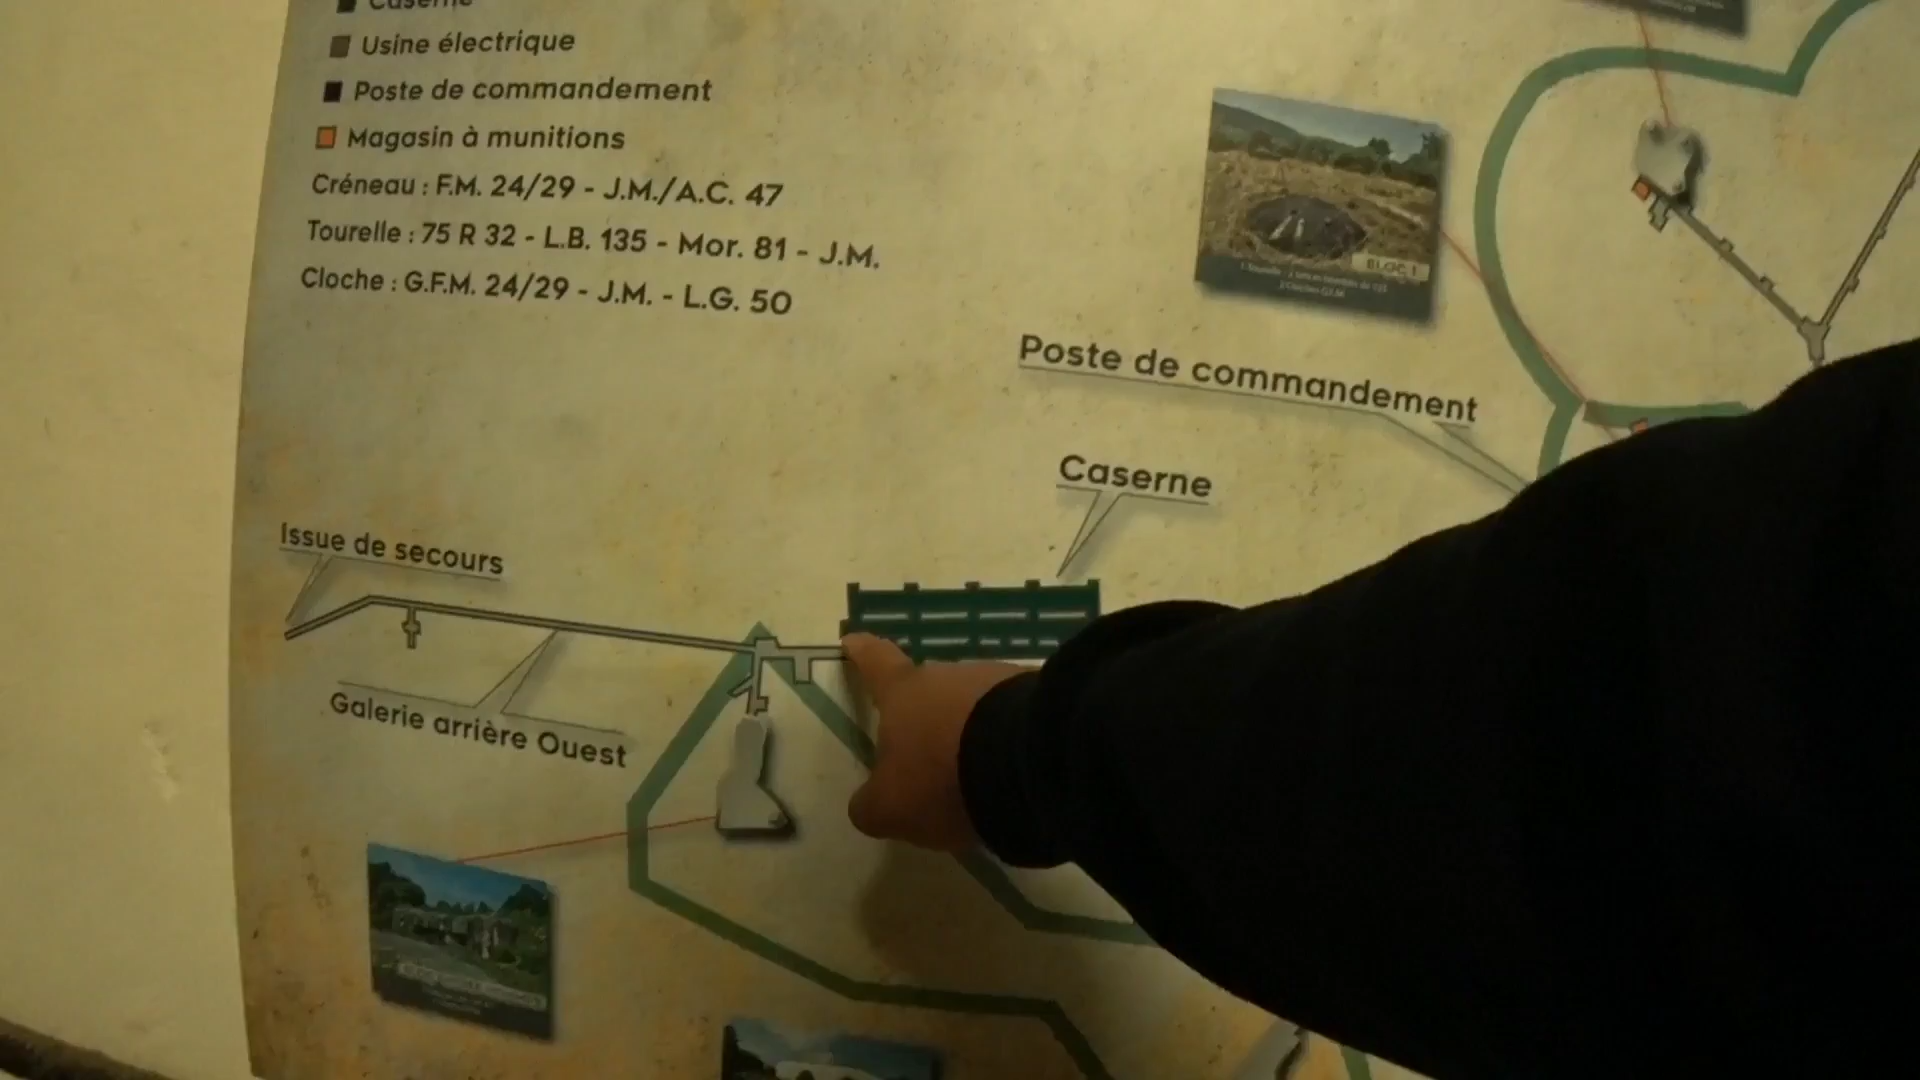 Caserne
Usine électrique
Poste de commandement
Magasin à munitions
Créneau : F.M. 24/29 - J.M./A.C. 47
Tourelle : 75 R 32 - L.B. 135 - Mor. 81 - J.M.
Cloche : G.F.M. 24/29 - J.M. - L.G. 50
BLOC 1
Poste de commandement
Caserne
Issue de secours
Galerie arrière Ouest